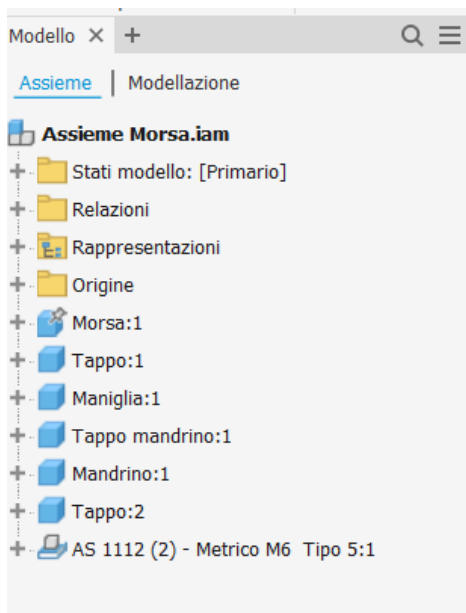 Modello
Assieme | Modellazione
Assieme Morsa.iam
Stati modello: [Primario]
Relazioni
Rappresentazioni
Origine
Morsa:1
Tappo:1
Maniglia:1
Tappo mandrino:1
Mandrino:1
Tappo:2
AS 1112 (2) - Metrico M6 Tipo 5:1